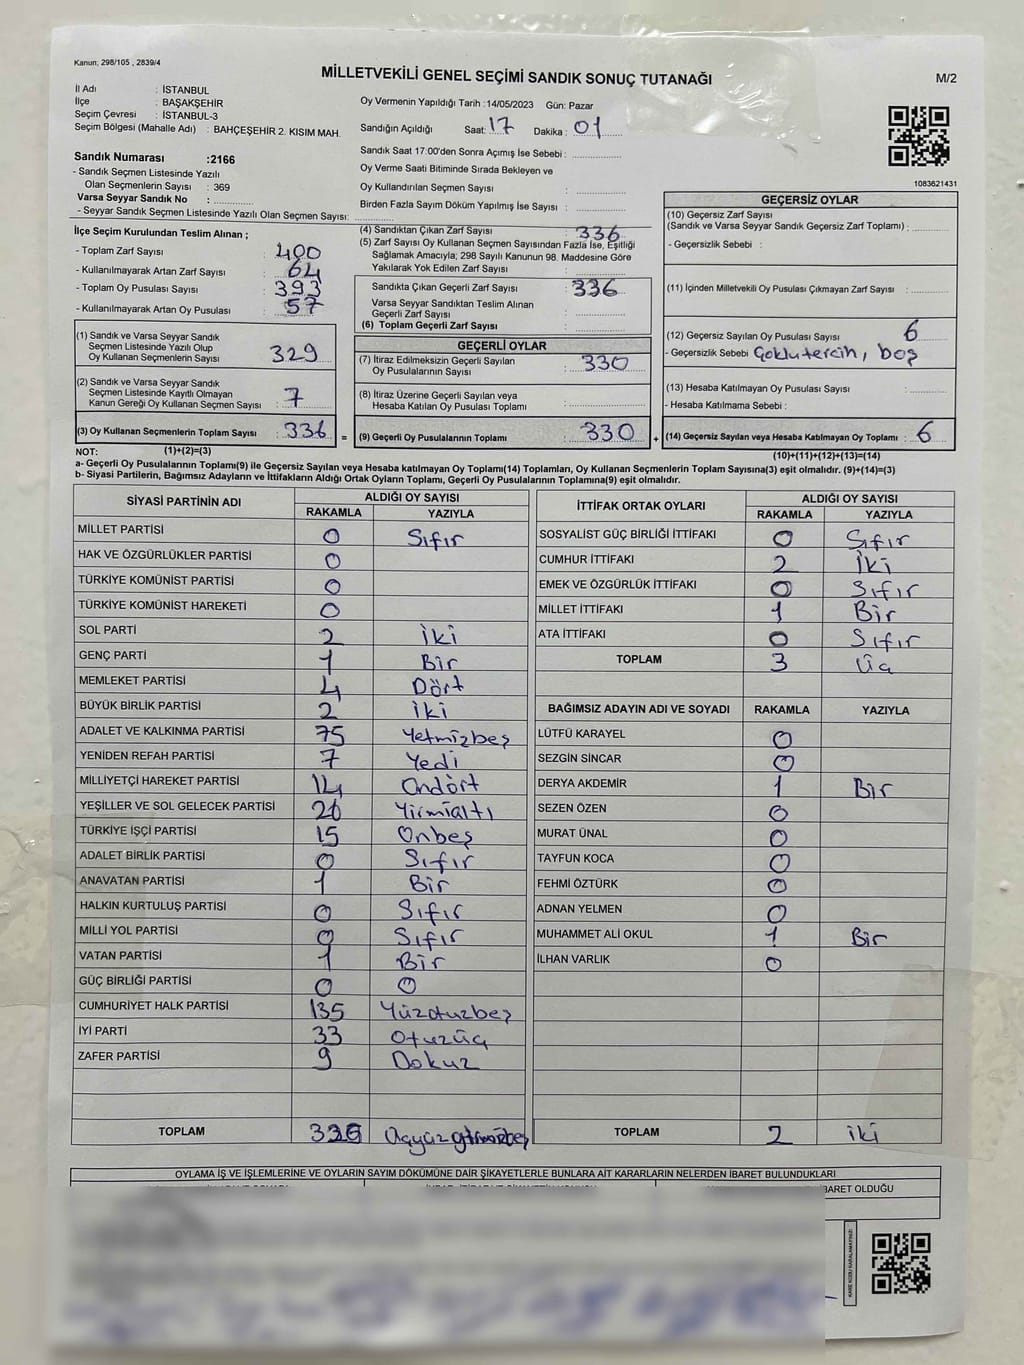 Kanun, 298/105 , 2839/4
MİLLETVEKİLİ GENEL SEÇİMİ SANDIK SONUÇ TUTANAĞI
M/2
İl Adı : İSTANBUL
İlçe : BAŞAKŞEHİR
Seçim Çevresi : İSTANBUL-3
Seçim Bölgesi (Mahalle Adı) : BAHÇEŞEHİR 2. KISIM MAH.
Oy Vermenin Yapıldığı Tarih :14/05/2023 Gün: Pazar
Sandığın Açıldığı Saat: 17 Dakika : 01
Sandık Saat 17:00'den Sonra Açımış İse Sebebi :
Oy Verme Saati Bitiminde Sırada Bekleyen ve
Oy Kullandırılan Seçmen Sayısı :
Birden Fazla Sayım Döküm Yapılmış İse Sayısı :
1083621431
Sandık Numarası :2166
- Sandık Seçmen Listesinde Yazılı
Olan Seçmenlerin Sayısı : 369
Varsa Seyyar Sandık No :
- Seyyar Sandık Seçmen Listesinde Yazılı Olan Seçmen Sayısı:
İlçe Seçim Kurulundan Teslim Alınan ;
- Toplam Zarf Sayısı : 400
- Kullanılmayarak Artan Zarf Sayısı : 64
- Toplam Oy Pusulası Sayısı : 393
- Kullanılmayarak Artan Oy Pusulası : 57
(4) Sandıktan Çıkan Zarf Sayısı : 336
(5) Zarf Sayısı Oy Kullanan Seçmen Sayısından Fazla İse, Eşitliği
Sağlamak Amacıyla; 298 Sayılı Kanunun 98. Maddesine Göre
Yakılarak Yok Edilen Zarf Sayısı :
Sandıkta Çıkan Geçerli Zarf Sayısı : 336
Varsa Seyyar Sandıktan Teslim Alınan
Geçerli Zarf Sayısı :
(6) Toplam Geçerli Zarf Sayısı :
GEÇERSİZ OYLAR
(10) Geçersiz Zarf Sayısı
(Sandık ve Varsa Seyyar Sandık Geçersiz Zarf Toplamı) :
- Geçersizlik Sebebi :
(11) İçinden Milletvekili Oy Pusulası Çıkmayan Zarf Sayısı :
(12) Geçersiz Sayılan Oy Pusulası Sayısı : 6
- Geçersizlik Sebebi : Çoklu tercih, boş
(13) Hesaba Katılmayan Oy Pusulası Sayısı :
- Hesaba Katılmama Sebebi :
(1) Sandık ve Varsa Seyyar Sandık
Seçmen Listesinde Yazılı Olup
Oy Kullanan Seçmenlerin Sayısı : 329
(2) Sandık ve Varsa Seyyar Sandık
Seçmen Listesinde Kayıtlı Olmayan
Kanun Gereği Oy Kullanan Seçmen Sayısı : 7
GEÇERLİ OYLAR
(7) İtiraz Edilmeksizin Geçerli Sayılan
Oy Pusulalarının Sayısı : 330
(8) İtiraz Üzerine Geçerli Sayılan veya
Hesaba Katılan Oy Pusulası Toplamı :
(3) Oy Kullanan Seçmenlerin Toplam Sayısı : 336 = (9) Geçerli Oy Pusulalarının Toplamı : 330 + (14) Geçersiz Sayılan veya Hesaba Katılmayan Oy Toplamı : 6
NOT: (1)+(2)=(3) (10)+(11)+(12)+(13)=(14)
a- Geçerli Oy Pusulalarının Toplamı(9) ile Geçersiz Sayılan veya Hesaba katılmayan Oy Toplamı(14) Toplamları, Oy Kullanan Seçmenlerin Toplam Sayısına(3) eşit olmalıdır. (9)+(14)=(3)
b- Siyasi Partilerin, Bağımsız Adayların ve İttifakların Aldığı Ortak Oyların Toplamı, Geçerli Oy Pusulalarının Toplamına(9) eşit olmalıdır.
SİYASİ PARTİNİN ADI ALDIĞI OY SAYISI
RAKAMLA YAZIYLA
MİLLET PARTİSİ 0 Sıfır
HAK VE ÖZGÜRLÜKLER PARTİSİ 0
TÜRKİYE KOMÜNİST PARTİSİ 0
TÜRKİYE KOMÜNİST HAREKETİ 0
SOL PARTİ 2 İki
GENÇ PARTİ 1 Bir
MEMLEKET PARTİSİ 4 Dört
BÜYÜK BİRLİK PARTİSİ 2 İki
ADALET VE KALKINMA PARTİSİ 75 Yetmizbeş
YENİDEN REFAH PARTİSİ 7 Yedi
MİLLİYETÇİ HAREKET PARTİSİ 14 Ondört
YEŞİLLER VE SOL GELECEK PARTİSİ 26 Yirmialtı
TÜRKİYE İŞÇİ PARTİSİ 15 Onbeş
ADALET BİRLİK PARTİSİ 0 Sıfır
ANAVATAN PARTİSİ 1 Bir
HALKIN KURTULUŞ PARTİSİ 0 Sıfır
MİLLİ YOL PARTİSİ 0 Sıfır
VATAN PARTİSİ 1 Bir
GÜÇ BİRLİĞİ PARTİSİ 0 0
CUMHURİYET HALK PARTİSİ 135 Yüzotuzbeş
İYİ PARTİ 33 Otuzüç
ZAFER PARTİSİ 9 Dokuz
TOPLAM
İTTİFAK ORTAK OYLARI ALDIĞI OY SAYISI
RAKAMLA YAZIYLA
SOSYALİST GÜÇ BİRLİĞİ İTTİFAKI 0 Sıfır
CUMHUR İTTİFAKI 2 İki
EMEK VE ÖZGÜRLÜK İTTİFAKI 0 Sıfır
MİLLET İTTİFAKI 1 Bir
ATA İTTİFAKI 0 Sıfır
TOPLAM 3 Üç
BAĞIMSIZ ADAYIN ADI VE SOYADI RAKAMLA YAZIYLA
LÜTFÜ KARAYEL 0
SEZGİN SİNCAR 0
DERYA AKDEMİR 1 Bir
SEZEN ÖZEN 0
MURAT ÜNAL 0
TAYFUN KOCA 0
FEHMİ ÖZTÜRK 0
ADNAN YELMEN 0
MUHAMMET ALİ OKUL 1 Bir
İLHAN VARLIK 0
TOPLAM 2 iki
OYLAMA İŞ VE İŞLEMLERİNE VE OYLARIN SAYIM DÖKÜMÜNE DAİR ŞİKAYETLERLE BUNLARA AİT KARARLARIN NELERDEN İBARET BULUNDUKLARI
İBARET OLDUĞU
KARE KODU KARALAMAYINIZ!